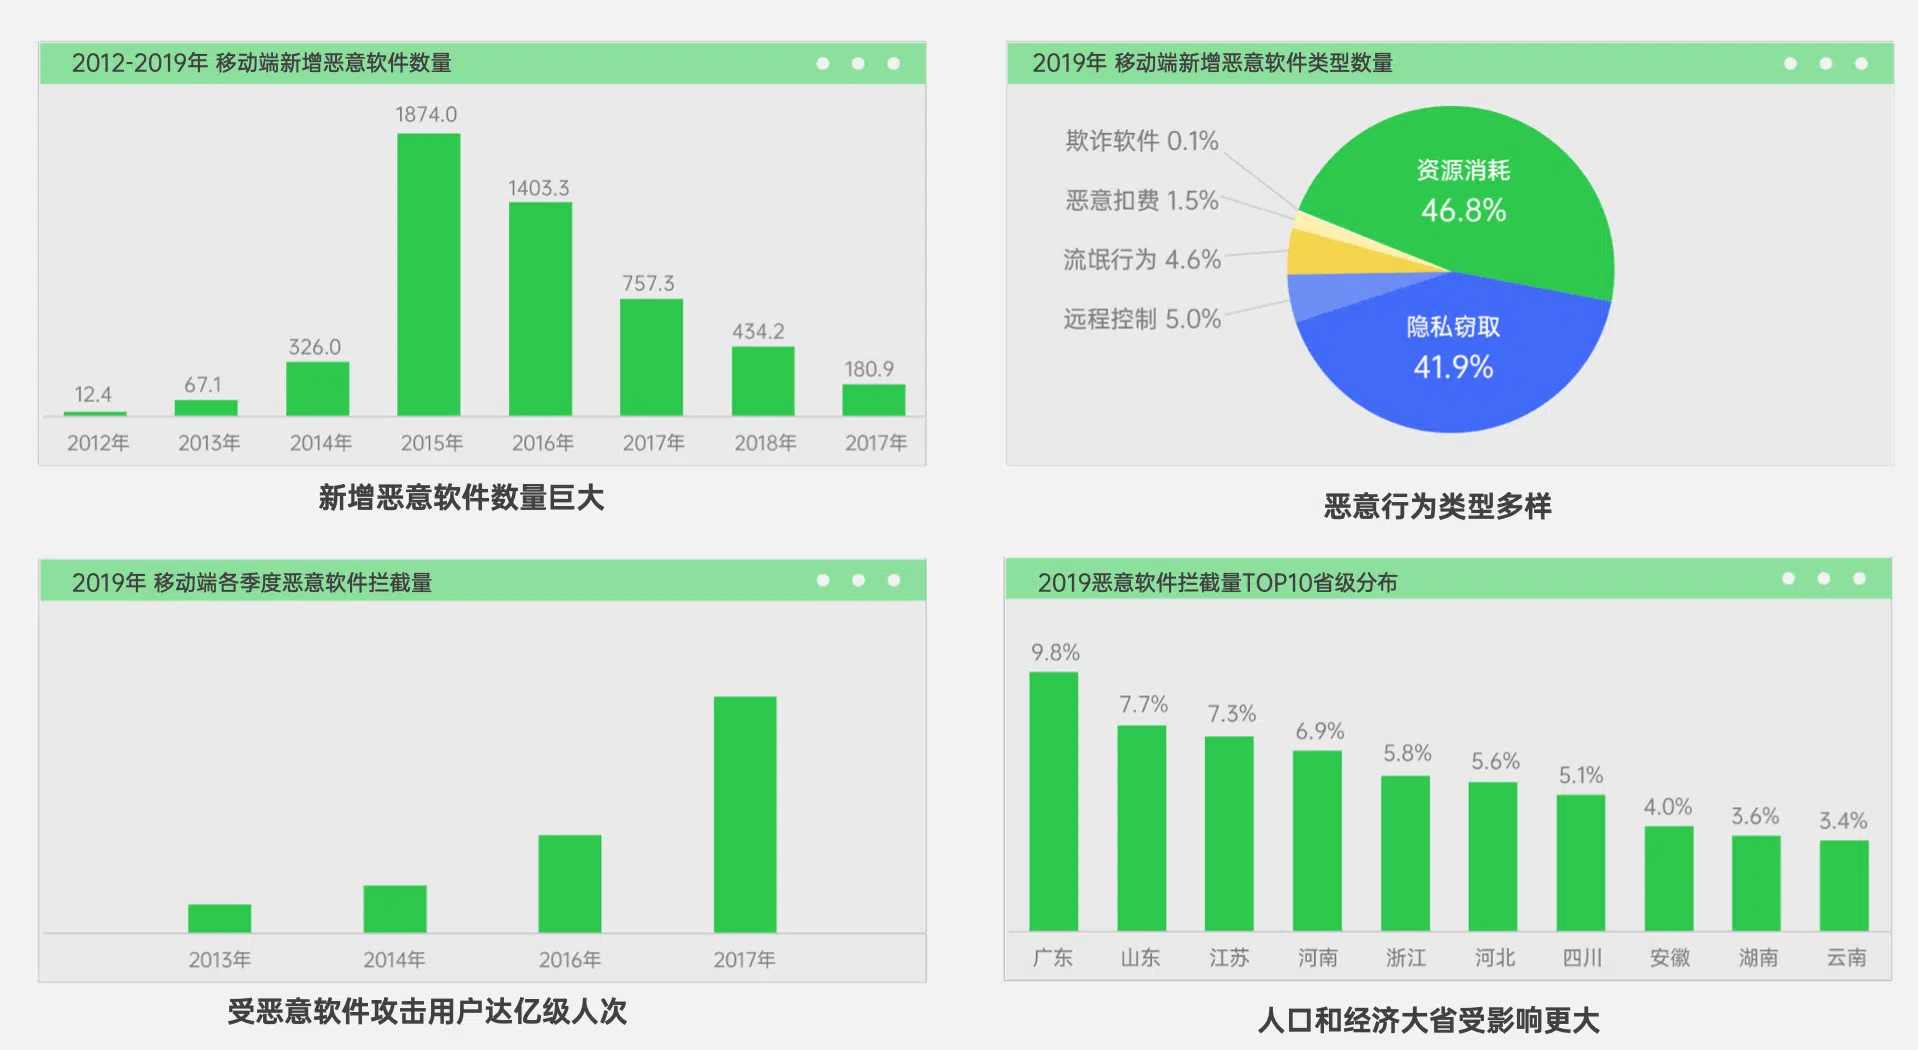 2012-2019年 移动端新增恶意软件数量
1874.0
1403.3
757.3
434.2
326.0
180.9
67.1
12.4
2012年 2013年 2014年 2015年 2016年 2017年 2018年 2017年
新增恶意软件数量巨大
2019年 移动端新增恶意软件类型数量
欺诈软件 0.1%
恶意扣费 1.5%
流氓行为 4.6%
远程控制 5.0%
资源消耗
46.8%
隐私窃取
41.9%
恶意行为类型多样
2019年 移动端各季度恶意软件拦截量
2013年 2014年 2016年 2017年
受恶意软件攻击用户达亿级人次
2019恶意软件拦截量TOP10省级分布
9.8%
7.7%
7.3%
6.9%
5.8%
5.6%
5.1%
4.0%
3.6%
3.4%
广东 山东 江苏 河南 浙江 河北 四川 安徽 湖南 云南
人口和经济大省受影响更大